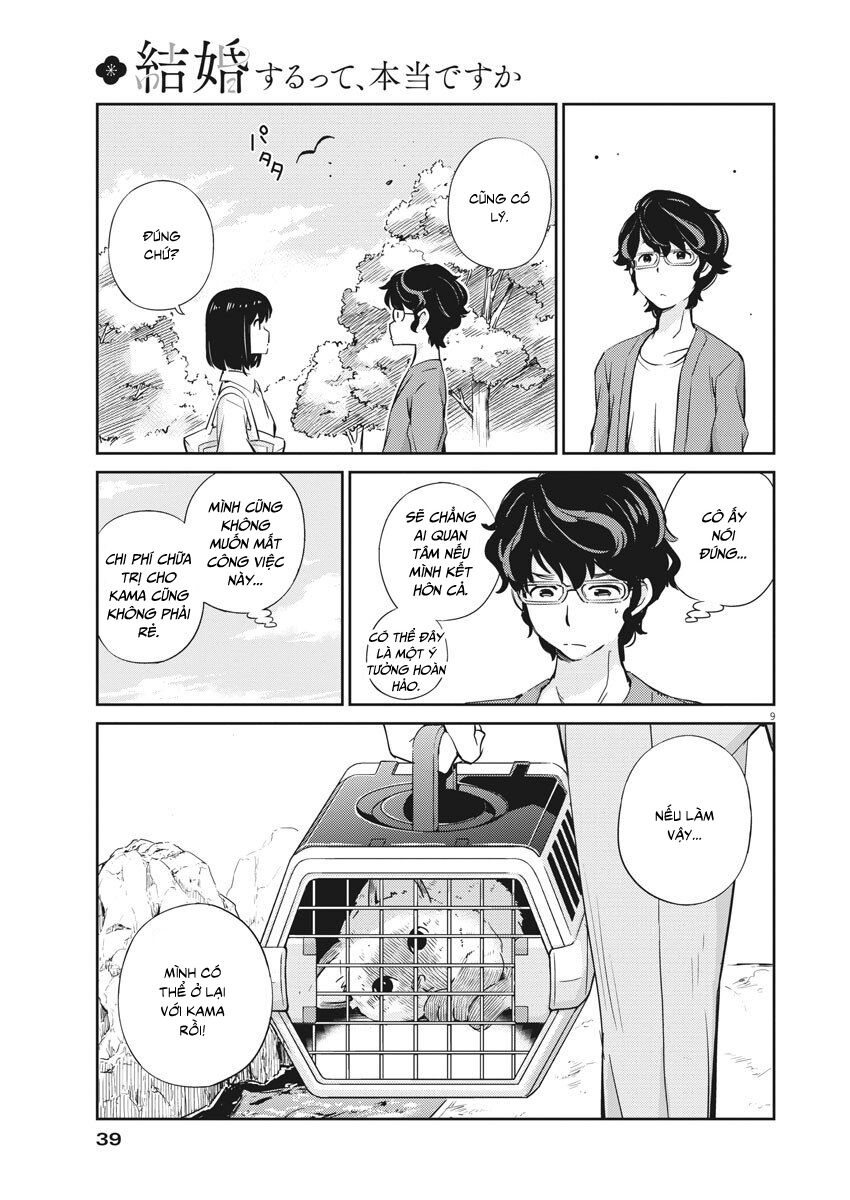 結婚するって、本当ですか
CŨNG CÓ
LÝ.
パタタ
ĐÚNG
CHỨ?
CÔ ẤY
NÓI
ĐÚNG...
SẼ CHẲNG
AI QUAN
TÂM NẾU
MÌNH KẾT
HÔN CẢ.
CÓ THỂ ĐÂY
LÀ MỘT Ý
TƯỞNG HOÀN
HẢO.
MÌNH CŨNG
KHÔNG
MUỐN MẤT
CÔNG VIỆC
NÀY...
CHI PHÍ CHỮA
TRỊ CHO
KAMA CŨNG
KHÔNG PHẢI
RẺ.
9
NẾU LÀM
VẬY...
MÌNH CÓ
THỂ Ở LẠI
VỚI KAMA
RỒI!
39